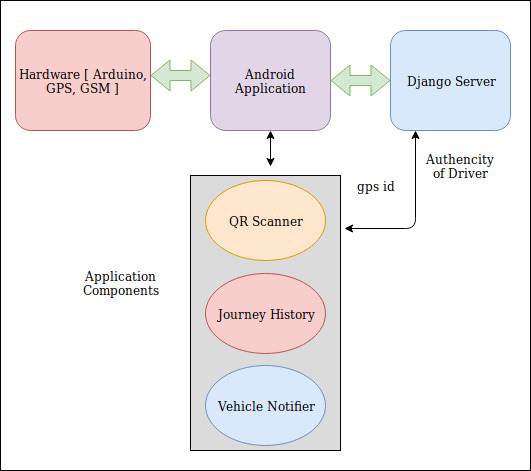 Hardware [ Arduino,
GPS, GSM ]
Android
Application
Django Server
Authencity
of Driver
gps id
QR Scanner
Application
Components
Journey History
Vehicle Notifier